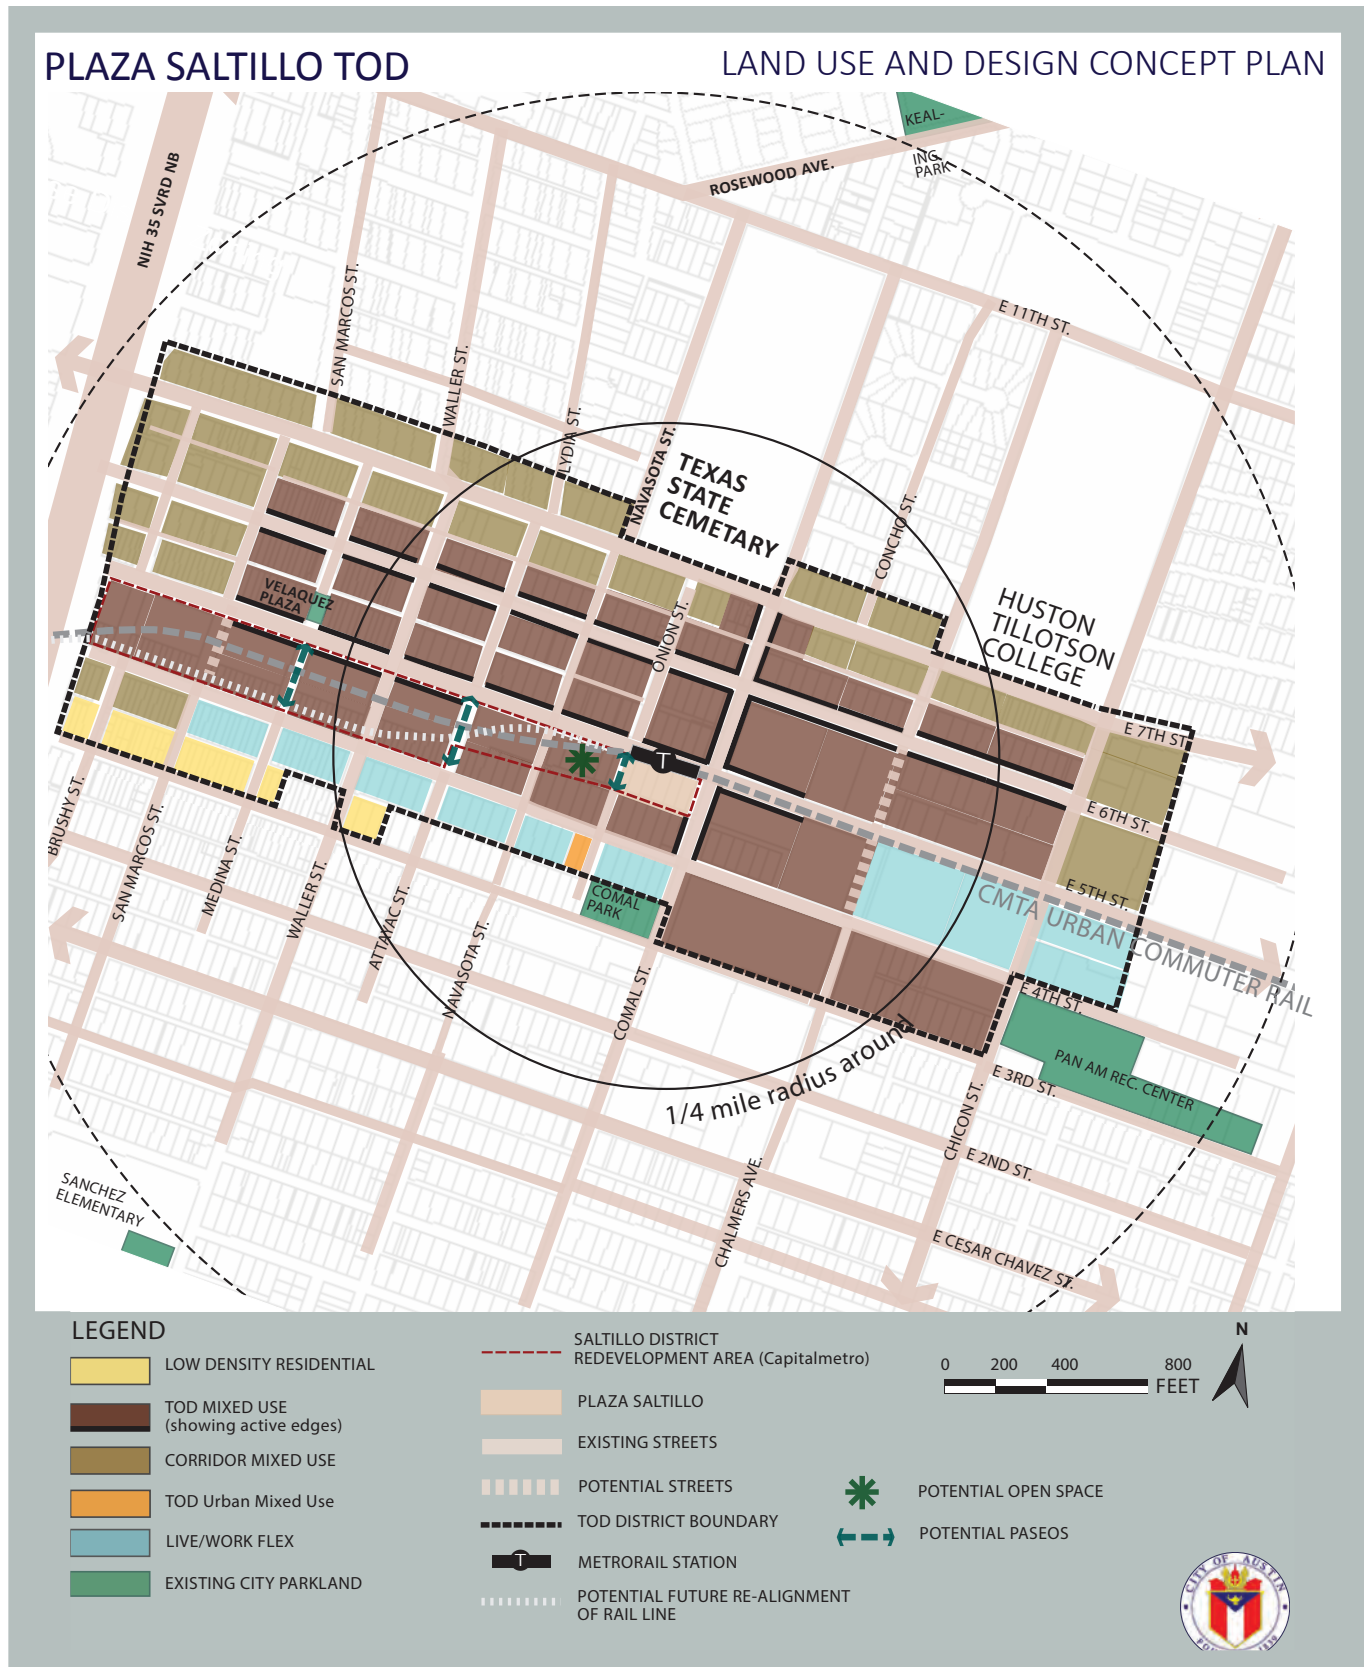 PLAZA SALTILLO TOD
LAND USE AND DESIGN CONCEPT PLAN
KEAL-
ING
PARK
ROSEWOOD AVE.
NIH 35 SVRD NB
SAN MARCOS ST.
WALLER ST.
LYDIA ST.
NAVASOTA ST.
E 11TH ST.
TEXAS
STATE
CEMETARY
CONCHO ST.
HUSTON
TILLOTSON
COLLEGE
VELAQUEZ
PLAZA
ONION ST.
E 7TH ST.
E 6TH ST.
E 5TH ST.
T
CMTA URBAN COMMUTER RAIL
BRUSHY ST.
SAN MARCOS ST.
MEDINA ST.
WALLER ST.
ATTAYAC ST.
NAVASOTA ST.
COMAL
PARK
COMAL ST.
E 4TH ST.
PAN AM REC. CENTER
E 3RD ST.
1/4 mile radius around
CHICON ST.
E 2ND ST.
CHALMERS AVE.
E CESAR CHAVEZ ST.
SANCHEZ
ELEMENTARY
LEGEND
LOW DENSITY RESIDENTIAL
TOD MIXED USE
(showing active edges)
CORRIDOR MIXED USE
TOD Urban Mixed Use
LIVE/WORK FLEX
EXISTING CITY PARKLAND
SALTILLO DISTRICT
REDEVELOPMENT AREA (Capitalmetro)
PLAZA SALTILLO
EXISTING STREETS
POTENTIAL STREETS
TOD DISTRICT BOUNDARY
T
METRORAIL STATION
POTENTIAL FUTURE RE-ALIGNMENT
OF RAIL LINE
0 200 400 800
FEET
N
POTENTIAL OPEN SPACE
POTENTIAL PASEOS
CITY OF AUSTIN